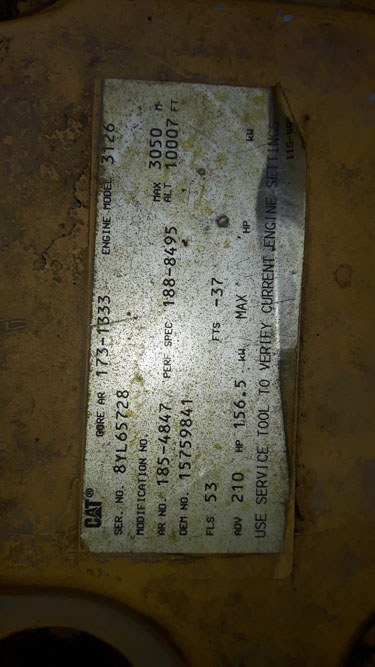 CAT®
CORE AR 173-1333 ENGINE MODEL 3126
SER. NO. 8YL65728
MODIFICATION NO.
AR NO. 185-4847 PERF SPEC 188-8495 MAX ALT 3050 M
10007 FT
OEM NO. 15759841
FLS 53 FTS -37
ADV 210 HP 156.5 kW MAX HP kW
USE SERVICE TOOL TO VERIFY CURRENT ENGINE SETTINGS